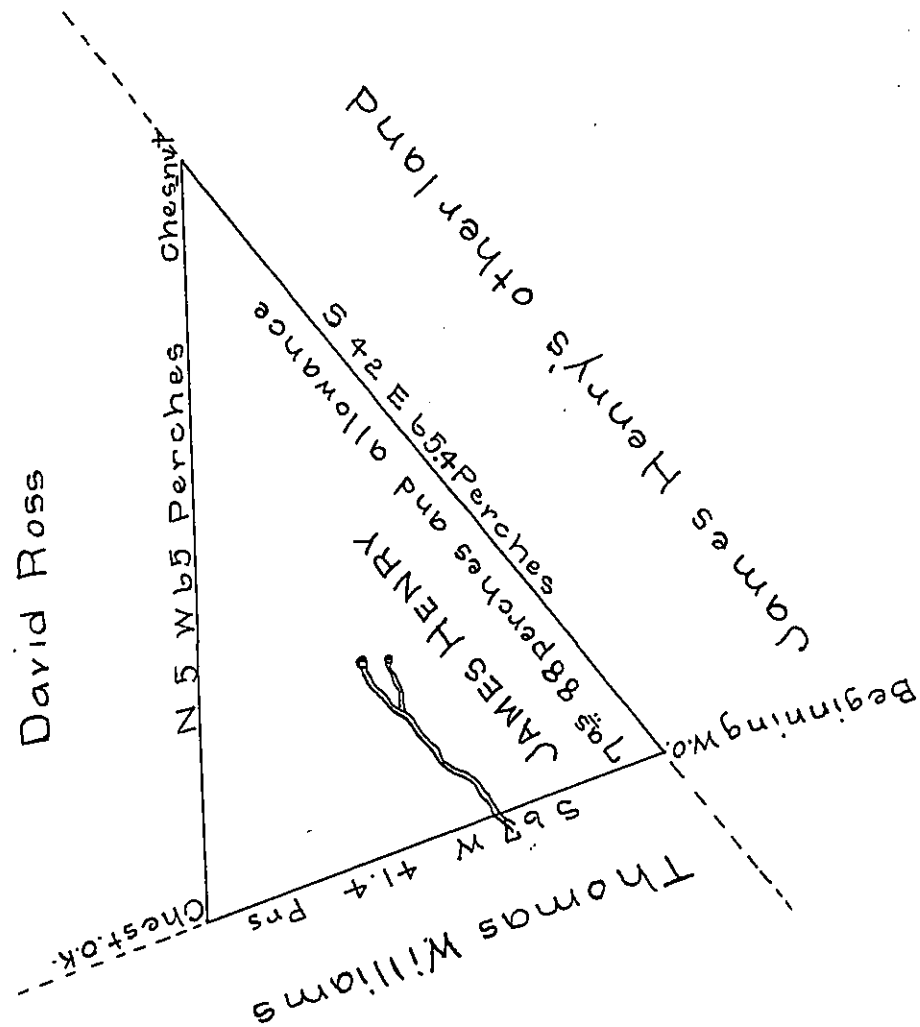 David Ross
N 5 W 65 Perches
Chesnut
S 42 E 65.4 Perches
James Henry's other land
JAMES HENRY
7 as 88 perches and allowance
Beginning w.o.
S 67 W 41.4 Prs
Thomas Williams
Chest.o.k.